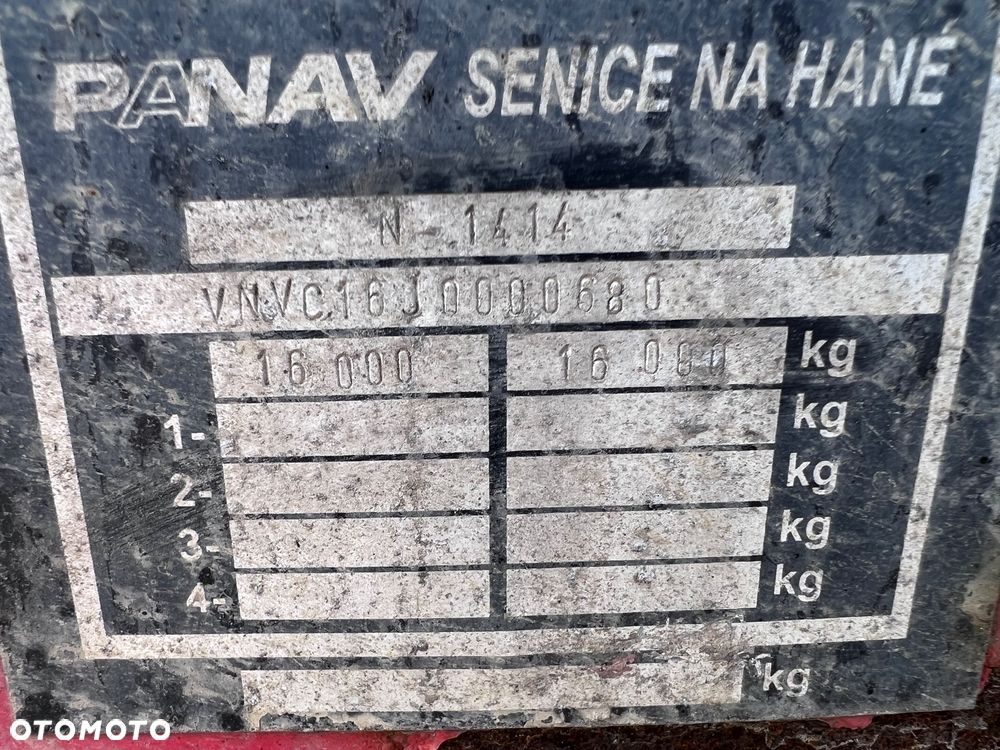 PANAV SENICE NA HANÉ
N-1414
VNVC16J0000680
16 000 16 000 kg
1- kg
2- kg
3- kg
4- kg
kg
OTOMOTO